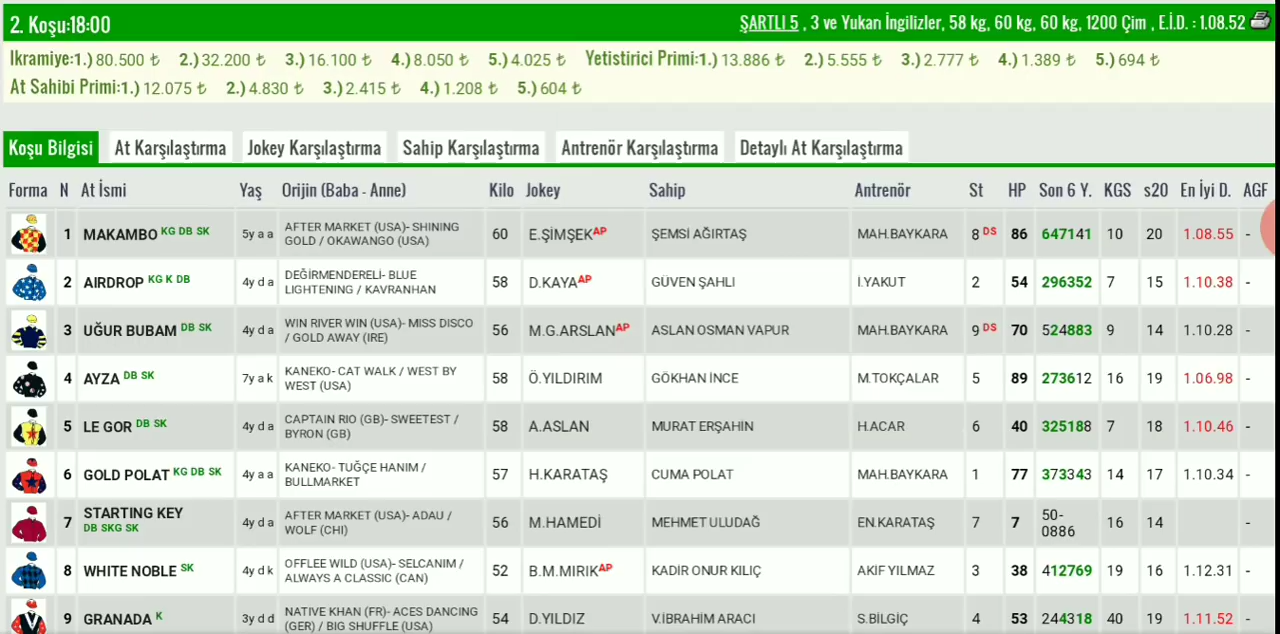 2. Koşu:18:00 ŞARTLI 5 , 3 ve Yukarı İngilizler, 58 kg, 60 kg, 60 kg, 1200 Çim , E.İ.D. : 1.08.52
Ikramiye:1.) 80.500 ₺ 2.) 32.200 ₺ 3.) 16.100 ₺ 4.) 8.050 ₺ 5.) 4.025 ₺ Yetistirici Primi:1.) 13.886 ₺ 2.) 5.555 ₺ 3.) 2.777 ₺ 4.) 1.389 ₺ 5.) 694 ₺
At Sahibi Primi:1.) 12.075 ₺ 2.) 4.830 ₺ 3.) 2.415 ₺ 4.) 1.208 ₺ 5.) 604 ₺
Koşu Bilgisi At Karşılaştırma Jokey Karşılaştırma Sahip Karşılaştırma Antrenör Karşılaştırma Detaylı At Karşılaştırma
Forma N At İsmi Yaş Orijin (Baba - Anne) Kilo Jokey Sahip Antrenör St HP Son 6 Y. KGS s20 En İyi D. AGF
1 MAKAMBO KG DB SK 5y a a AFTER MARKET (USA)- SHINING GOLD / OKAWANGO (USA) 60 E.ŞİMŞEK AP ŞEMSİ AĞIRTAŞ MAH.BAYKARA 8 DS 86 647141 10 20 1.08.55 -
2 AIRDROP KG K DB 4y d a DEĞİRMENDERELİ- BLUE LIGHTENING / KAVRANHAN 58 D.KAYA AP GÜVEN ŞAHLI İ.YAKUT 2 54 296352 7 15 1.10.38 -
3 UĞUR BUBAM DB SK 4y d a WIN RIVER WIN (USA)- MISS DISCO / GOLD AWAY (IRE) 56 M.G.ARSLAN AP ASLAN OSMAN VAPUR MAH.BAYKARA 9 DS 70 524883 9 14 1.10.28 -
4 AYZA DB SK 7y a k KANEKO- CAT WALK / WEST BY WEST (USA) 58 Ö.YILDIRIM GÖKHAN İNCE M.TOKÇALAR 5 89 273612 16 19 1.06.98 -
5 LE GOR DB SK 4y d a CAPTAIN RIO (GB)- SWEETEST / BYRON (GB) 58 A.ASLAN MURAT ERŞAHİN H.ACAR 6 40 325188 7 18 1.10.46 -
6 GOLD POLAT KG DB SK 4y a a KANEKO- TUĞÇE HANIM / BULLMARKET 57 H.KARATAŞ CUMA POLAT MAH.BAYKARA 1 77 373343 14 17 1.10.34 -
7 STARTING KEY DB SKG SK 4y d a AFTER MARKET (USA)- ADAU / WOLF (CHI) 56 M.HAMEDİ MEHMET ULUDAĞ EN.KARATAŞ 7 7 50-0886 16 14 -
8 WHITE NOBLE SK 4y d k OFFLEE WILD (USA)- SELCANIM / ALWAYS A CLASSIC (CAN) 52 B.M.MIRIK AP KADİR ONUR KILIÇ AKİF YILMAZ 3 38 412769 19 16 1.12.31 -
9 GRANADA K 3y d d NATIVE KHAN (FR)- ACES DANCING (GER) / BIG SHUFFLE (USA) 54 D.YILDIZ V.İBRAHİM ARACI S.BİLGİÇ 4 53 244318 40 19 1.11.52 -